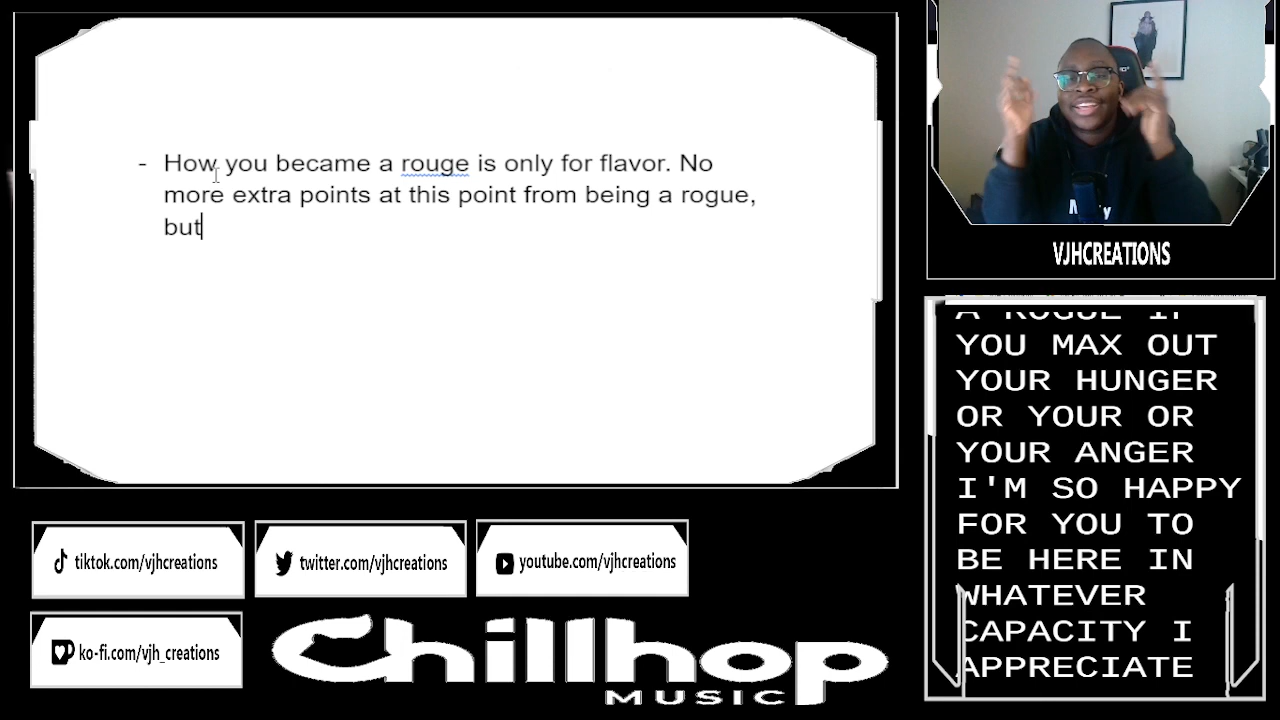 - How you became a rouge is only for flavor. No
more extra points at this point from being a rogue,
but
VJHCREATIONS
A ROGUE IF
YOU MAX OUT
YOUR HUNGER
OR YOUR OR
YOUR ANGER
I'M SO HAPPY
FOR YOU TO
BE HERE IN
WHATEVER
CAPACITY I
APPRECIATE
tiktok.com/vjhcreations
twitter.com/vjhcreations
youtube.com/vjhcreations
ko-fi.com/vjh_creations
Chillhop
MUSIC